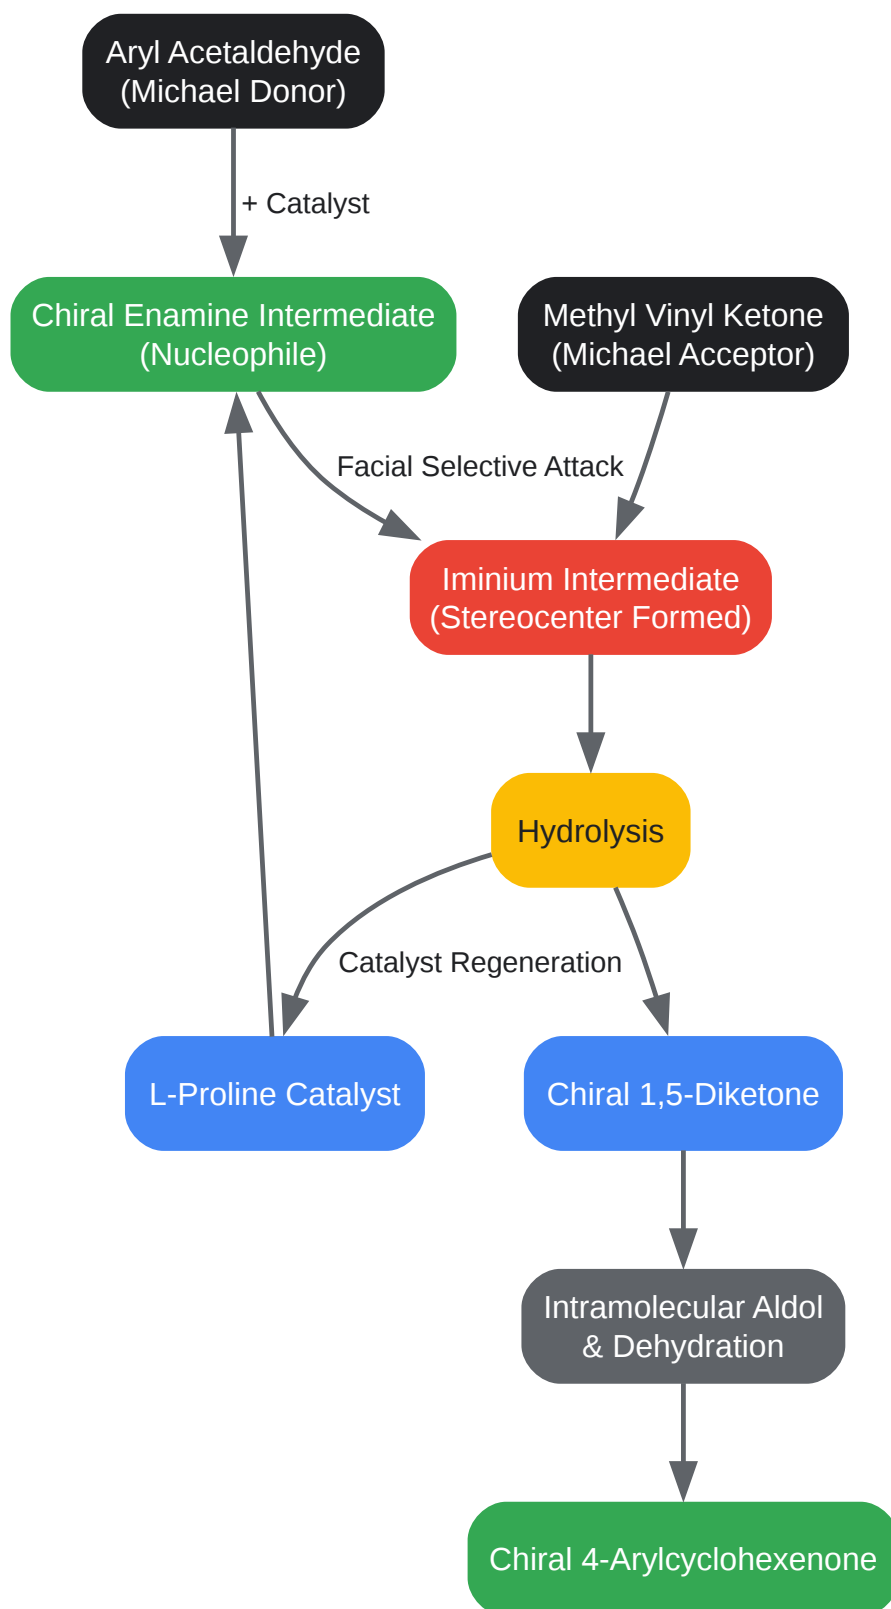 Aryl Acetaldehyde
(Michael Donor)
+ Catalyst
Chiral Enamine Intermediate
(Nucleophile)
Methyl Vinyl Ketone
(Michael Acceptor)
Facial Selective Attack
Iminium Intermediate
(Stereocenter Formed)
Hydrolysis
Catalyst Regeneration
L-Proline Catalyst
Chiral 1,5-Diketone
Intramolecular Aldol
& Dehydration
Chiral 4-Arylcyclohexenone